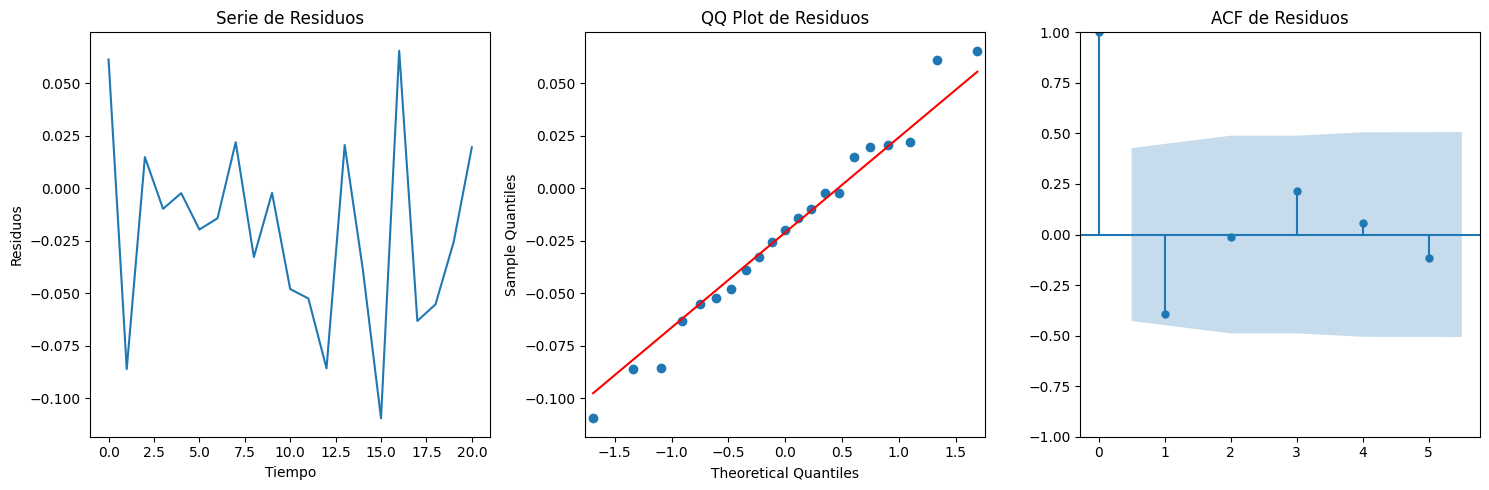 Serie de Residuos
Residuos
0.050
0.025
0.000
−0.025
−0.050
−0.075
−0.100
0.0 2.5 5.0 7.5 10.0 12.5 15.0 17.5 20.0
Tiempo
QQ Plot de Residuos
Sample Quantiles
0.050
0.025
0.000
−0.025
−0.050
−0.075
−0.100
−1.5 −1.0 −0.5 0.0 0.5 1.0 1.5
Theoretical Quantiles
ACF de Residuos
1.00
0.75
0.50
0.25
0.00
−0.25
−0.50
−0.75
−1.00
0 1 2 3 4 5